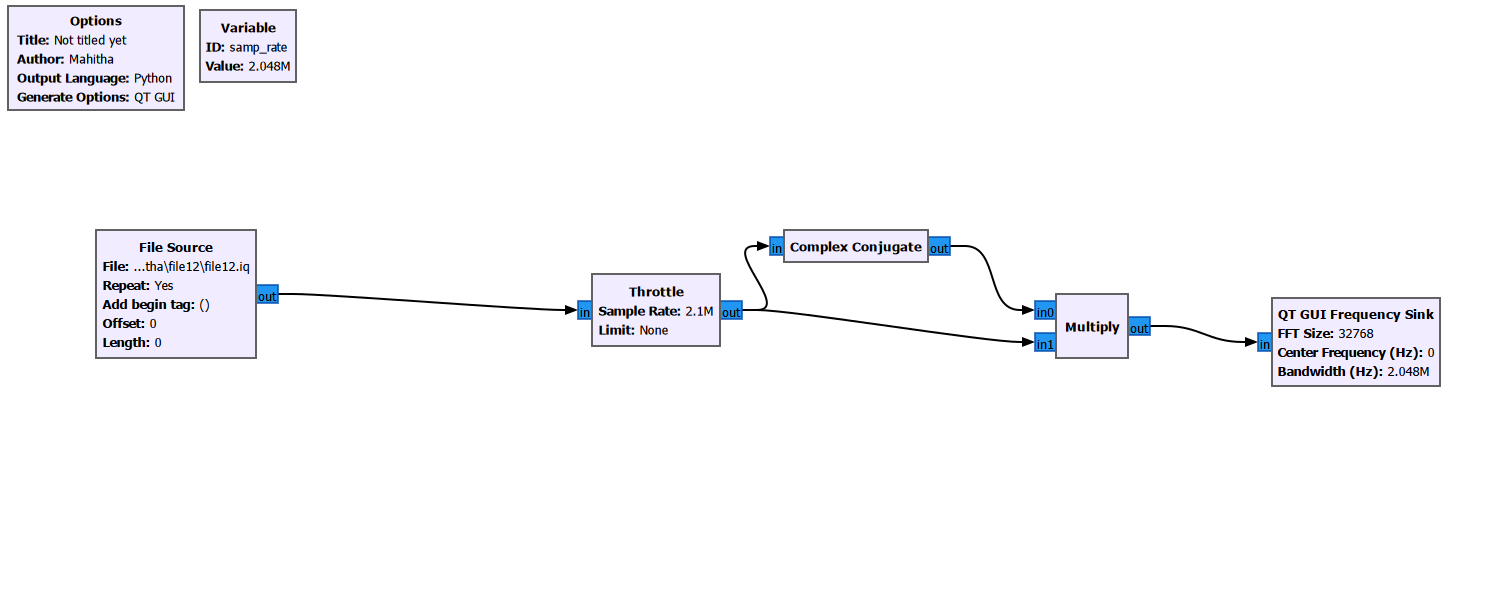 Options
Title: Not titled yet
Author: Mahitha
Output Language: Python
Generate Options: QT GUI
Variable
ID: samp_rate
Value: 2.048M
File Source
File: ...tha\file12\file12.iq
Repeat: Yes
Add begin tag: ()
Offset: 0
Length: 0
out
in
Throttle
Sample Rate: 2.1M
Limit: None
out
in
Complex Conjugate
out
in0
in1
Multiply
out
in
QT GUI Frequency Sink
FFT Size: 32768
Center Frequency (Hz): 0
Bandwidth (Hz): 2.048M